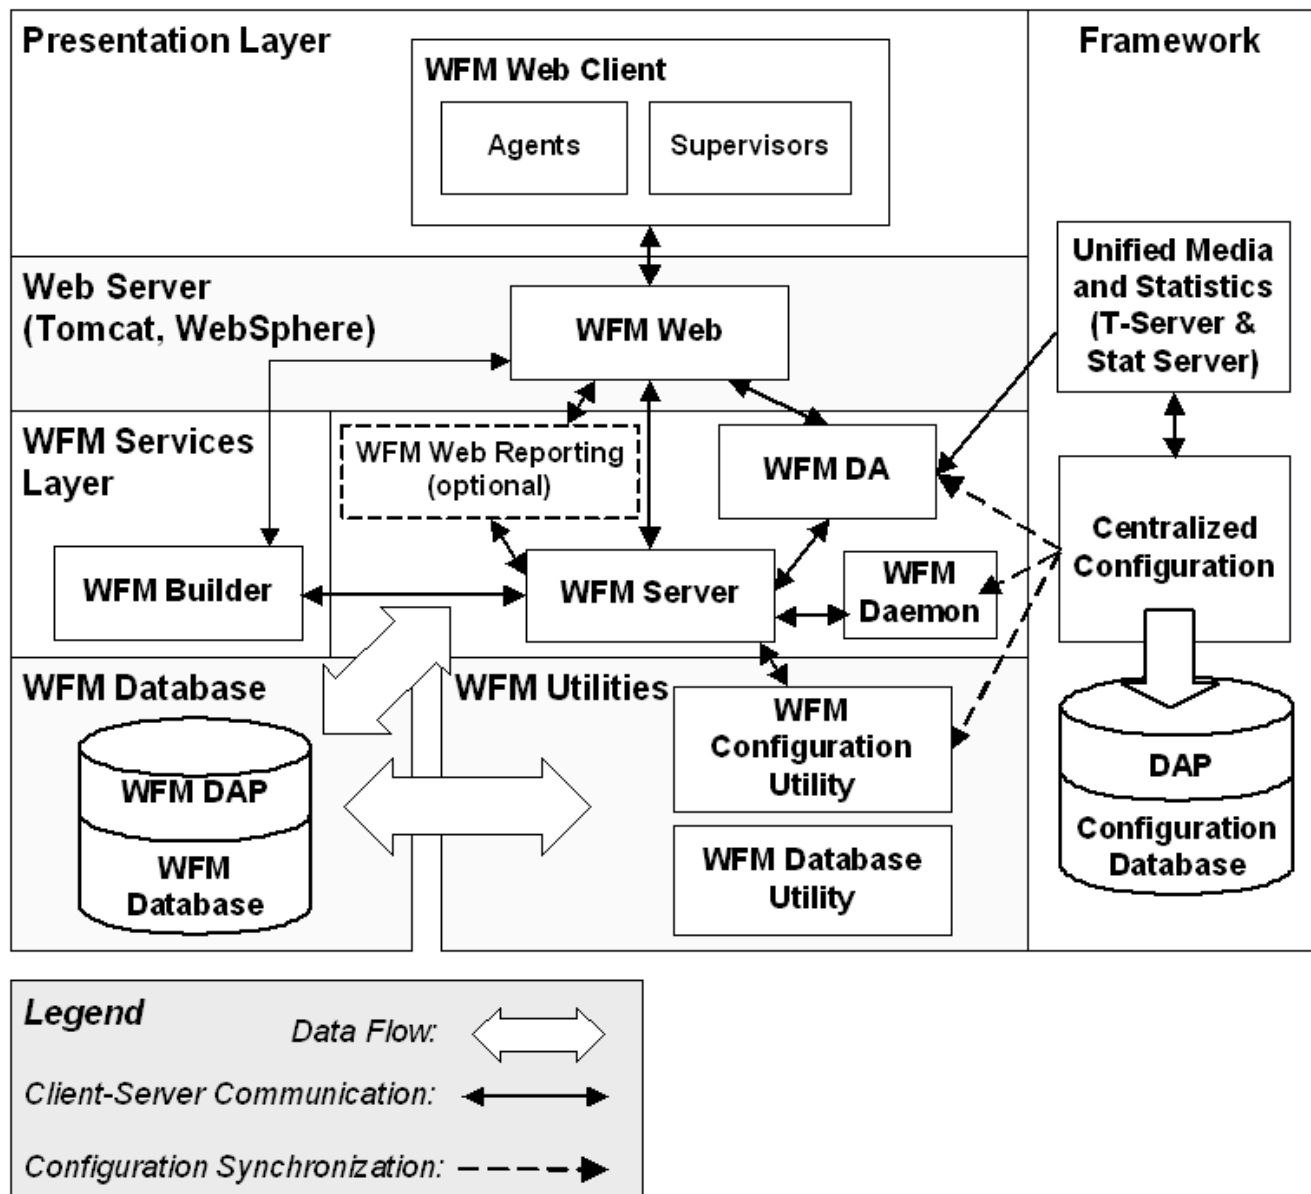 Presentation Layer
WFM Web Client
Agents
Supervisors
Framework
Web Server
(Tomcat, WebSphere)
WFM Web
Unified Media
and Statistics
(T-Server &
Stat Server)
WFM Services
Layer
WFM Web Reporting
(optional)
WFM DA
WFM Builder
WFM Server
WFM
Daemon
Centralized
Configuration
WFM Database
WFM DAP
WFM
Database
WFM Utilities
WFM
Configuration
Utility
WFM Database
Utility
DAP
Configuration
Database
Legend
Data Flow:
Client-Server Communication:
Configuration Synchronization: